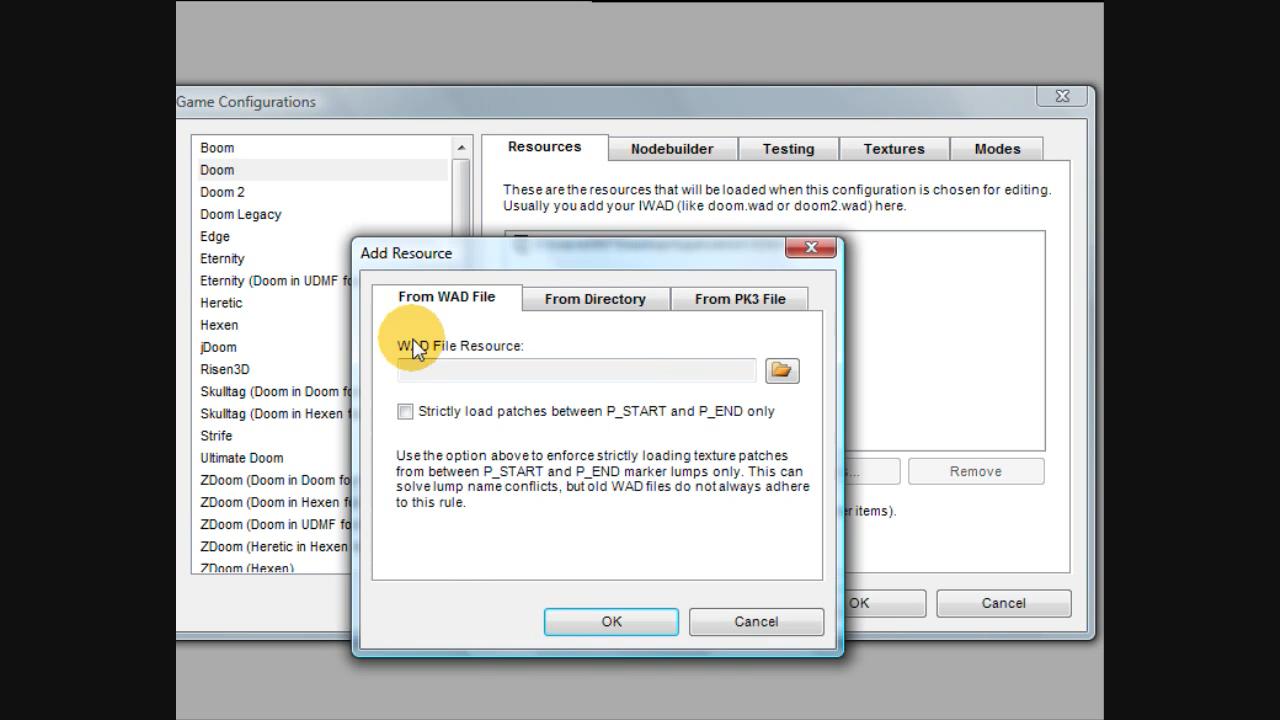 Game Configurations
Boom
Doom
Doom 2
Doom Legacy
Edge
Eternity
Eternity (Doom in UDMF fo
Heretic
Hexen
jDoom
Risen3D
Skulltag (Doom in Doom fo
Skulltag (Doom in Hexen f
Strife
Ultimate Doom
ZDoom (Doom in Doom fo
ZDoom (Doom in Hexen fo
ZDoom (Doom in UDMF fo
ZDoom (Heretic in Hexen
ZDoom (Hexen)
Resources
Nodebuilder
Testing
Textures
Modes
These are the resources that will be loaded when this configuration is chosen for editing.
Usually you add your IWAD (like doom.wad or doom2.wad) here.
Add Resource
From WAD File
From Directory
From PK3 File
WAD File Resource:
Strictly load patches between P_START and P_END only
Use the option above to enforce strictly loading texture patches
from between P_START and P_END marker lumps only. This can
solve lump name conflicts, but old WAD files do not always adhere
to this rule.
OK
Cancel
...
Remove
er items).
OK
Cancel